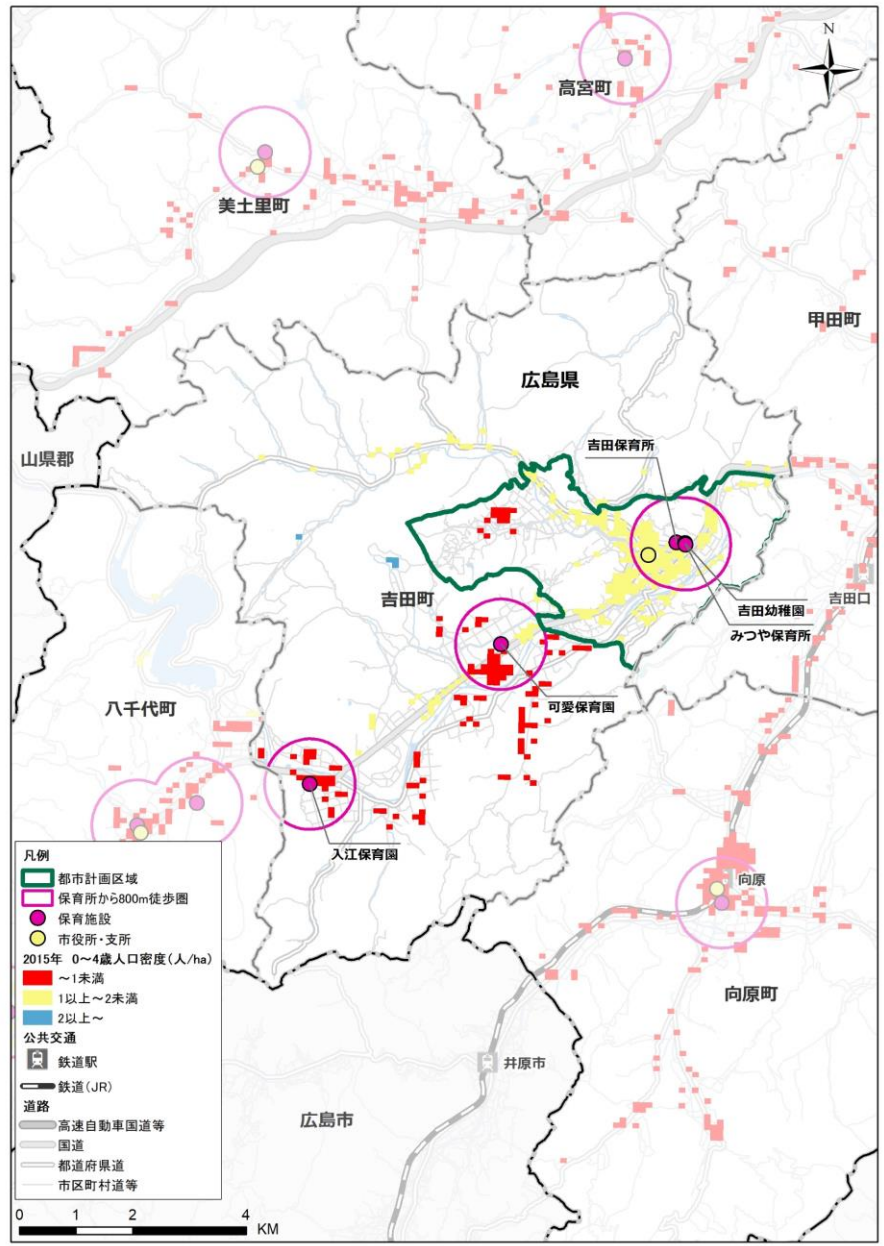 N
高宮町
美土里町
甲田町
広島県
山県郡
吉田保育所
吉田町
吉田幼稚園
みつや保育所
吉田口
八千代町
可愛保育園
入江保育園
向原
向原町
井原市
広島市
凡例
都市計画区域
保育所から800m徒歩圏
保育施設
市役所・支所
2015年 0~4歳人口密度(人/ha)
~1未満
1以上~2未満
2以上~
公共交通
鉄道駅
鉄道(JR)
道路
高速自動車国道等
国道
都道府県道
市区町村道等
0 1 2 4
KM